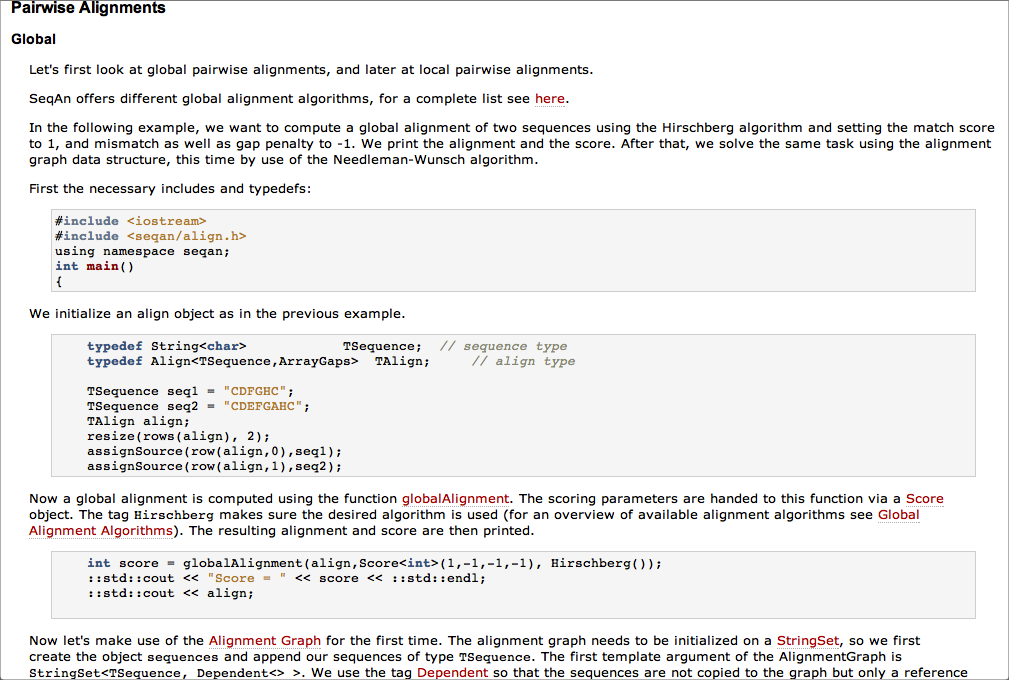 Pairwise Alignments
Global
Let's first look at global pairwise alignments, and later at local pairwise alignments.
SeqAn offers different global alignment algorithms, for a complete list see here.
In the following example, we want to compute a global alignment of two sequences using the Hirschberg algorithm and setting the match score
to 1, and mismatch as well as gap penalty to -1. We print the alignment and the score. After that, we solve the same task using the alignment
graph data structure, this time by use of the Needleman-Wunsch algorithm.
First the necessary includes and typedefs:
#include <iostream>
#include <seqan/align.h>
using namespace seqan;
int main()
{
We initialize an align object as in the previous example.
typedef String<char>            TSequence;  // sequence type
typedef Align<TSequence,ArrayGaps>  TAlign;     // align type
TSequence seq1 = "CDFGHC";
TSequence seq2 = "CDEFGAHC";
TAlign align;
resize(rows(align), 2);
assignSource(row(align,0),seq1);
assignSource(row(align,1),seq2);
Now a global alignment is computed using the function globalAlignment. The scoring parameters are handed to this function via a Score
object. The tag Hirschberg makes sure the desired algorithm is used (for an overview of available alignment algorithms see Global
Alignment Algorithms). The resulting alignment and score are then printed.
int score = globalAlignment(align,Score<int>(1,-1,-1,-1), Hirschberg());
::std::cout << "Score = " << score << ::std::endl;
::std::cout << align;
Now let's make use of the Alignment Graph for the first time. The alignment graph needs to be initialized on a StringSet, so we first
create the object sequences and append our sequences of type TSequence. The first template argument of the AlignmentGraph is
StringSet<TSequence, Dependent<> >. We use the tag Dependent so that the sequences are not copied to the graph but only a reference